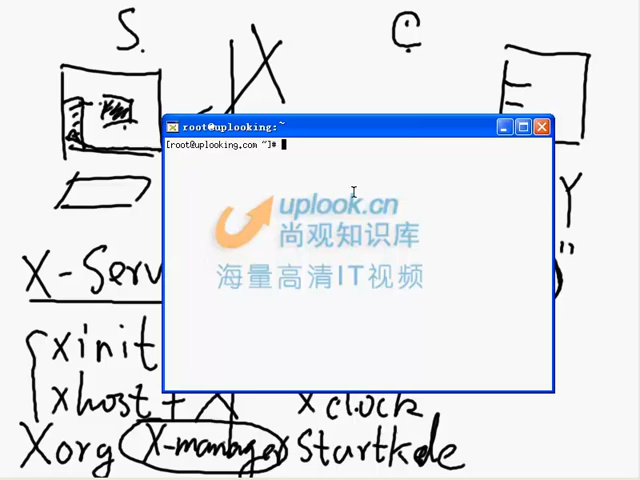 S. C
X
root@uplooking:~
[root@uplooking.com ~]#
uplook.cn
尚观知识库
海量高清IT视频
Y
X-Serv "
xinit
xhost + xclock
Xorg X-manager Startkde